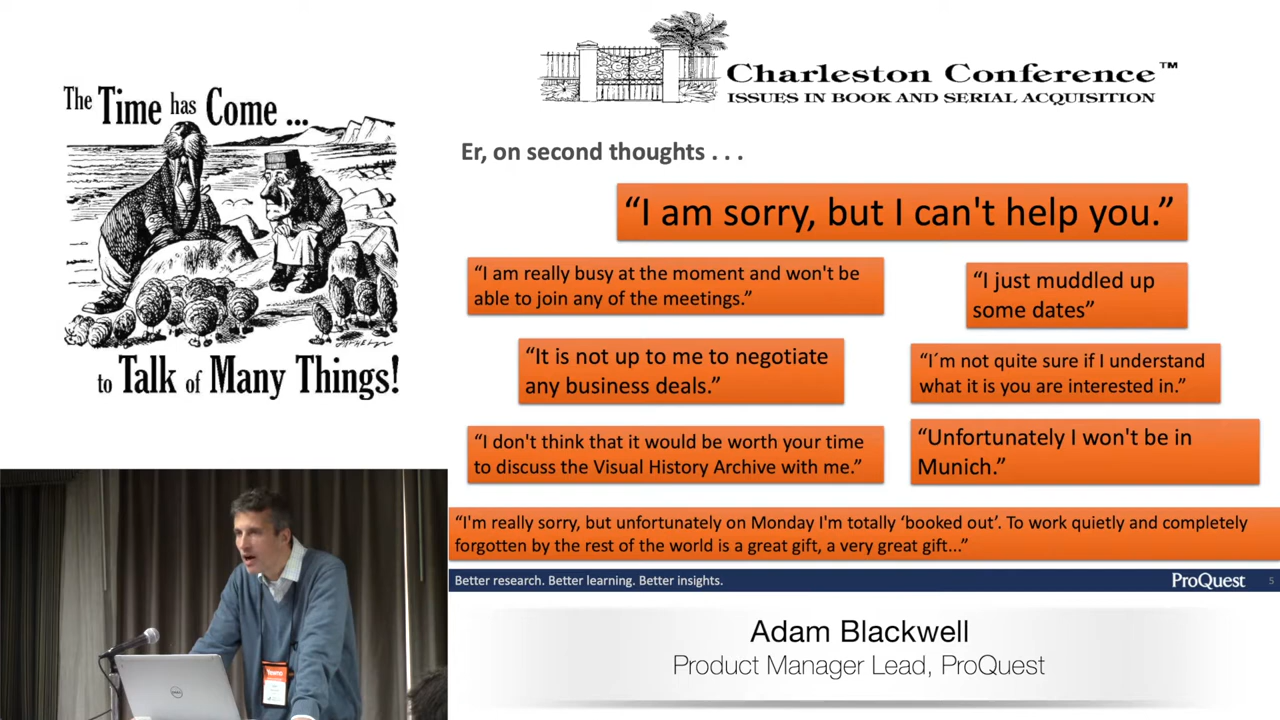 The Time has Come ...
to Talk of Many Things!
Charleston Conference™
ISSUES IN BOOK AND SERIAL ACQUISITION
Er, on second thoughts . . .
“I am sorry, but I can't help you.”
“I am really busy at the moment and won't be
able to join any of the meetings.”
“I just muddled up
some dates”
“It is not up to me to negotiate
any business deals.”
“I´m not quite sure if I understand
what it is you are interested in.”
“I don't think that it would be worth your time
to discuss the Visual History Archive with me.”
“Unfortunately I won't be in
Munich.”
“I'm really sorry, but unfortunately on Monday I'm totally ‘booked out’. To work quietly and completely
forgotten by the rest of the world is a great gift, a very great gift...”
Better research. Better learning. Better insights.
ProQuest
5
Adam Blackwell
Product Manager Lead, ProQuest
DELL